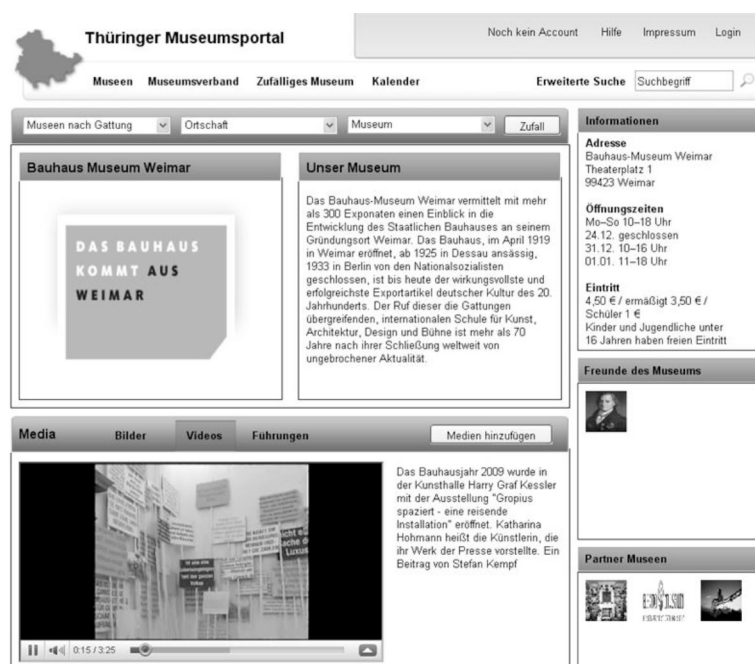 Thüringer Museumsportal
Noch kein Account Hilfe Impressum Login
Museen Museumsverband Zufälliges Museum Kalender
Erweiterte Suche Suchbegriff
Museen nach Gattung Ortschaft Museum Zufall
Bauhaus Museum Weimar
DAS BAUHAUS
KOMMT AUS
WEIMAR
Unser Museum
Das Bauhaus-Museum Weimar vermittelt mit mehr
als 300 Exponaten einen Einblick in die
Entwicklung des Staatlichen Bauhauses an seinem
Gründungsort Weimar. Das Bauhaus, im April 1919
in Weimar eröffnet, ab 1925 in Dessau ansässig,
1933 in Berlin von den Nationalsozialisten
geschlossen, ist bis heute der wirkungsvollste und
erfolgreichste Exportartikel deutscher Kultur des 20.
Jahrhunderts. Der Ruf dieser die Gattungen
übergreifenden, internationalen Schule für Kunst,
Architektur, Design und Bühne ist mehr als 70
Jahre nach ihrer Schließung weltweit von
ungebrochener Aktualität.
Informationen
Adresse
Bauhaus-Museum Weimar
Theaterplatz 1
99423 Weimar
Öffnungszeiten
Mo–So 10–18 Uhr
24.12. geschlossen
31.12. 10–16 Uhr
01.01. 11–18 Uhr
Eintritt
4,50 € / ermäßigt 3,50 € /
Schüler 1 €
Kinder und Jugendliche unter
16 Jahren haben freien Eintritt
Freunde des Museums
Media Bilder Videos Führungen Medien hinzufügen
Das Bauhausjahr 2009 wurde in
der Kunsthalle Harry Graf Kessler
mit der Ausstellung "Gropius
spaziert - eine reisende
Installation" eröffnet. Katharina
Hohmann heißt die Künstlerin, die
ihr Werk der Presse vorstellte. Ein
Beitrag von Stefan Kempf
Luxus
0:15 / 3:25
Partner Museen